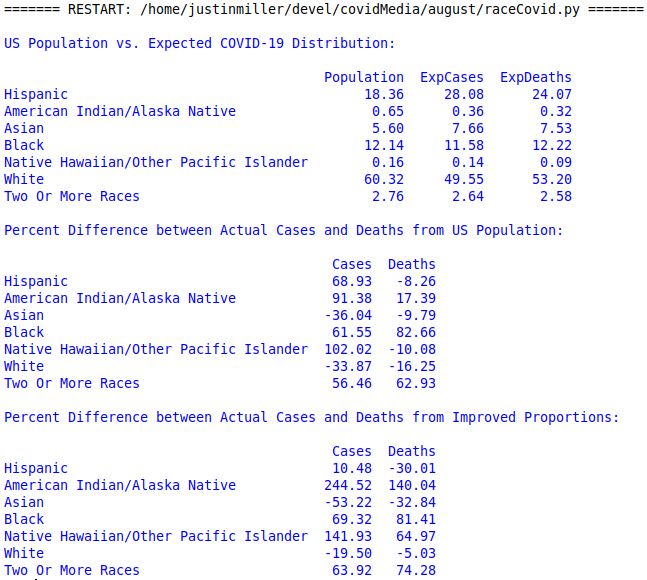 ======= RESTART: /home/justinmiller/devel/covidMedia/august/raceCovid.py =======
US Population vs. Expected COVID-19 Distribution:
Population ExpCases ExpDeaths
Hispanic 18.36 28.08 24.07
American Indian/Alaska Native 0.65 0.36 0.32
Asian 5.60 7.66 7.53
Black 12.14 11.58 12.22
Native Hawaiian/Other Pacific Islander 0.16 0.14 0.09
White 60.32 49.55 53.20
Two Or More Races 2.76 2.64 2.58
Percent Difference between Actual Cases and Deaths from US Population:
Cases Deaths
Hispanic 68.93 -8.26
American Indian/Alaska Native 91.38 17.39
Asian -36.04 -9.79
Black 61.55 82.66
Native Hawaiian/Other Pacific Islander 102.02 -10.08
White -33.87 -16.25
Two Or More Races 56.46 62.93
Percent Difference between Actual Cases and Deaths from Improved Proportions:
Cases Deaths
Hispanic 10.48 -30.01
American Indian/Alaska Native 244.52 140.04
Asian -53.22 -32.84
Black 69.32 81.41
Native Hawaiian/Other Pacific Islander 141.93 64.97
White -19.50 -5.03
Two Or More Races 63.92 74.28